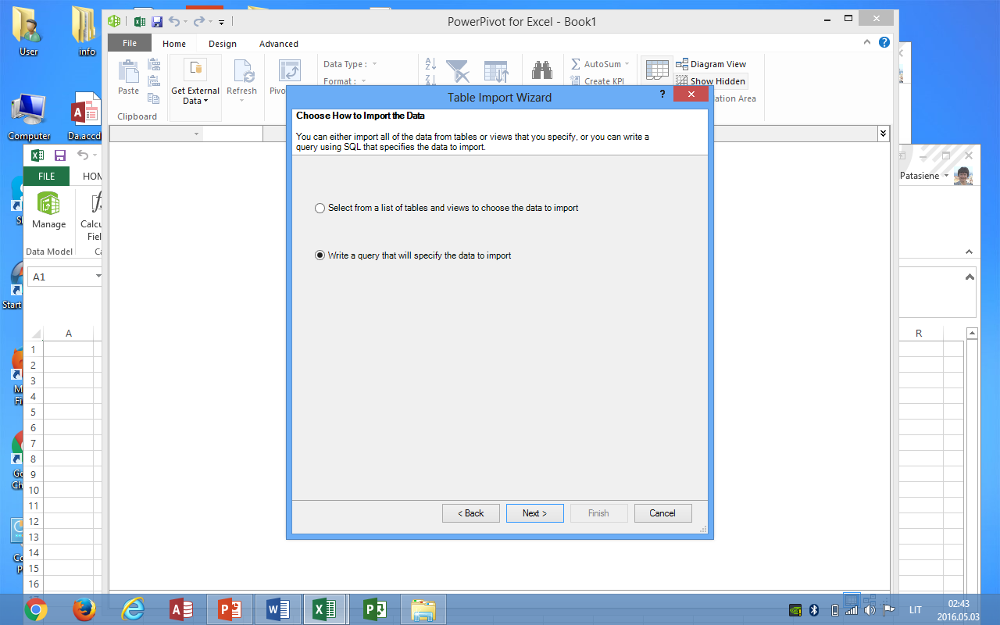 User
info
Computer
Da.accd
PowerPivot for Excel - Book1
File
Home
Design
Advanced
Paste
Clipboard
Get External
Data
Refresh
Data Type :
Format :
AutoSum
Create KPI
Diagram View
Show Hidden
Table Import Wizard
?
Choose How to Import the Data
You can either import all of the data from tables or views that you specify, or you can write a
query using SQL that specifies the data to import.
Select from a list of tables and views to choose the data to import
Write a query that will specify the data to import
< Back
Next >
Finish
Cancel
FILE
HOM
Patasiene
Manage
Calcu
Fiel
Data Model
Ca
A1
Start
A
R
1
2
3
4
5
6
7
8
9
10
11
12
13
14
15
16
LIT
02:43
2016.05.03